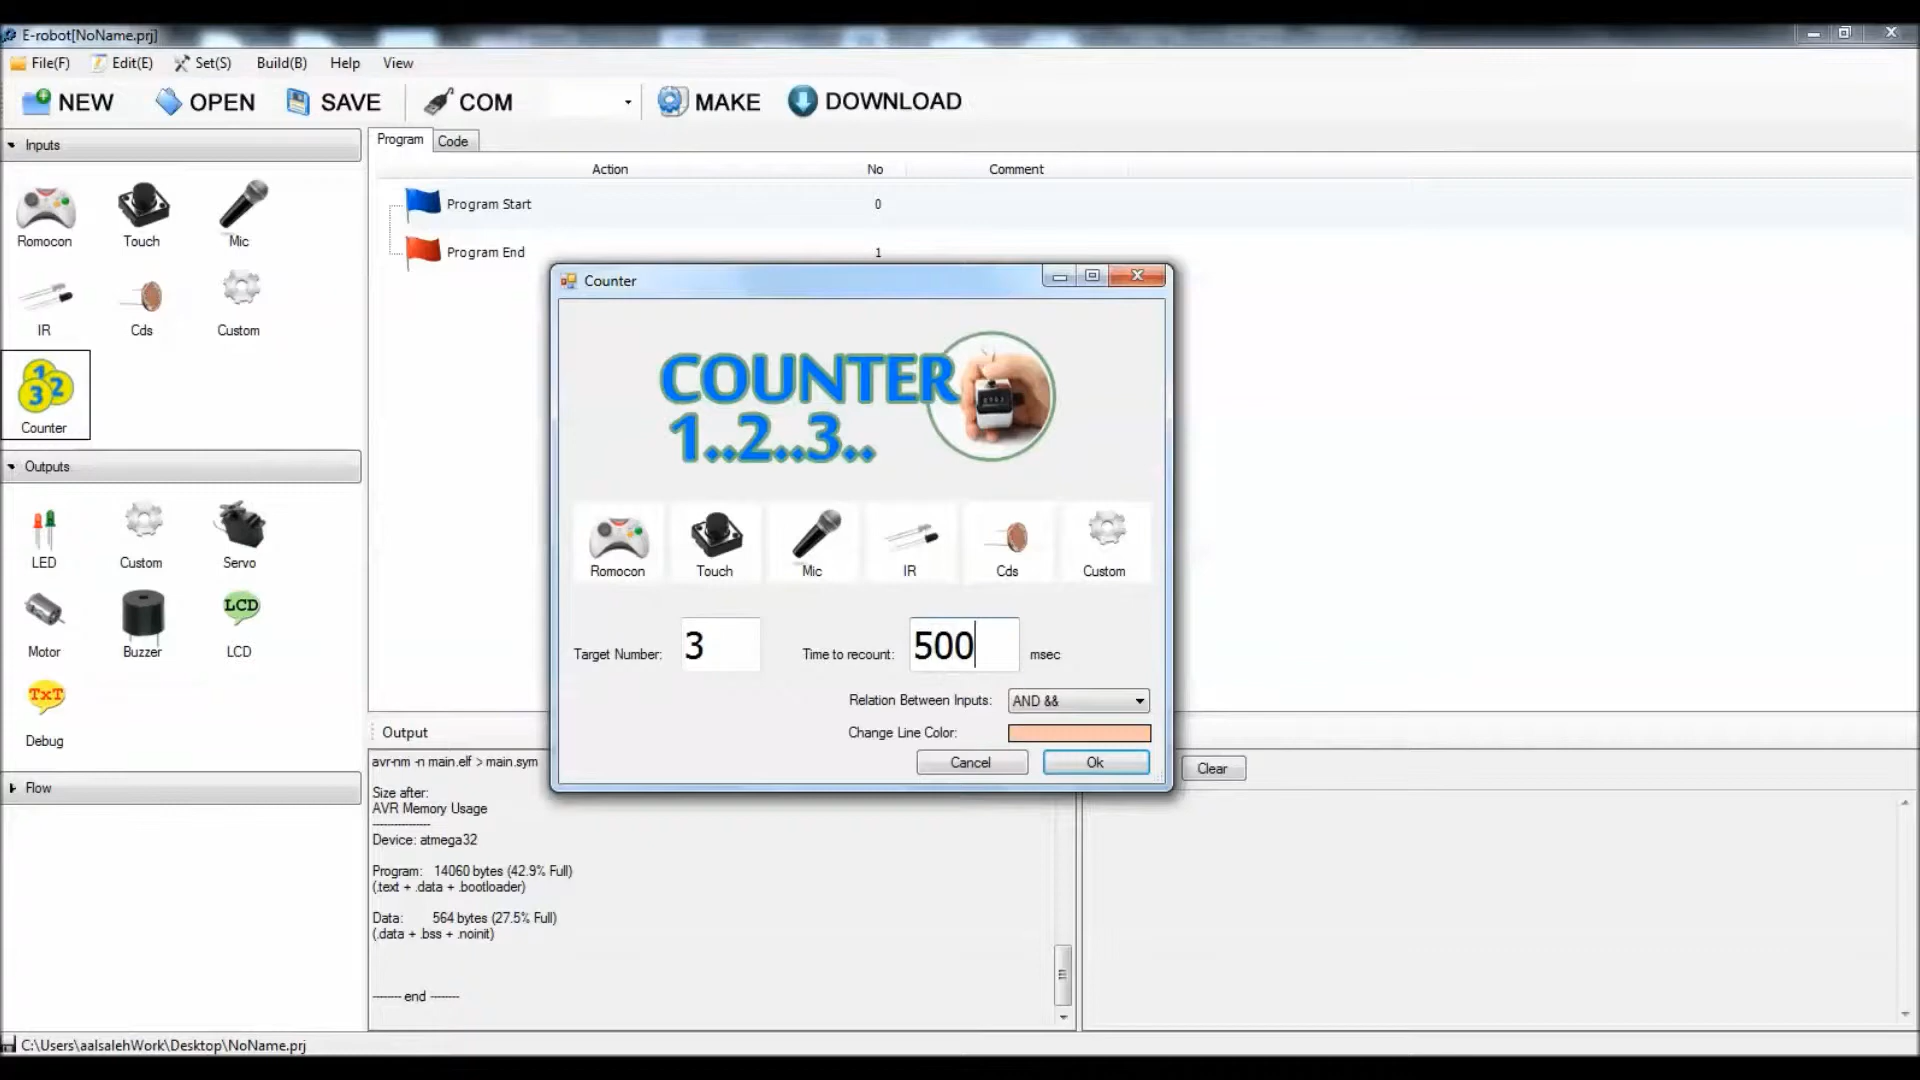 E-robot[NoName.prj]
File(F) Edit(E) Set(S) Build(B) Help View
NEW OPEN SAVE COM MAKE DOWNLOAD
Inputs
Romocon Touch Mic
IR Cds Custom
Counter
Outputs
LED Custom Servo
Motor Buzzer LCD
TxT
Debug
Flow
Program Code
Action No Comment
Program Start 0
Program End 1
Counter
COUNTER
1..2..3..
Romocon Touch Mic IR Cds Custom
Target Number: 3 Time to recount: 500 msec
Relation Between Inputs: AND &&
Change Line Color:
Cancel Ok
Output
Clear
avr-nm -n main.elf > main.sym
Size after:
AVR Memory Usage
----------------
Device: atmega32
Program: 14060 bytes (42.9% Full)
(.text + .data + .bootloader)
Data: 564 bytes (27.5% Full)
(.data + .bss + .noinit)
-------- end --------
C:\Users\aalsalehWork\Desktop\NoName.prj